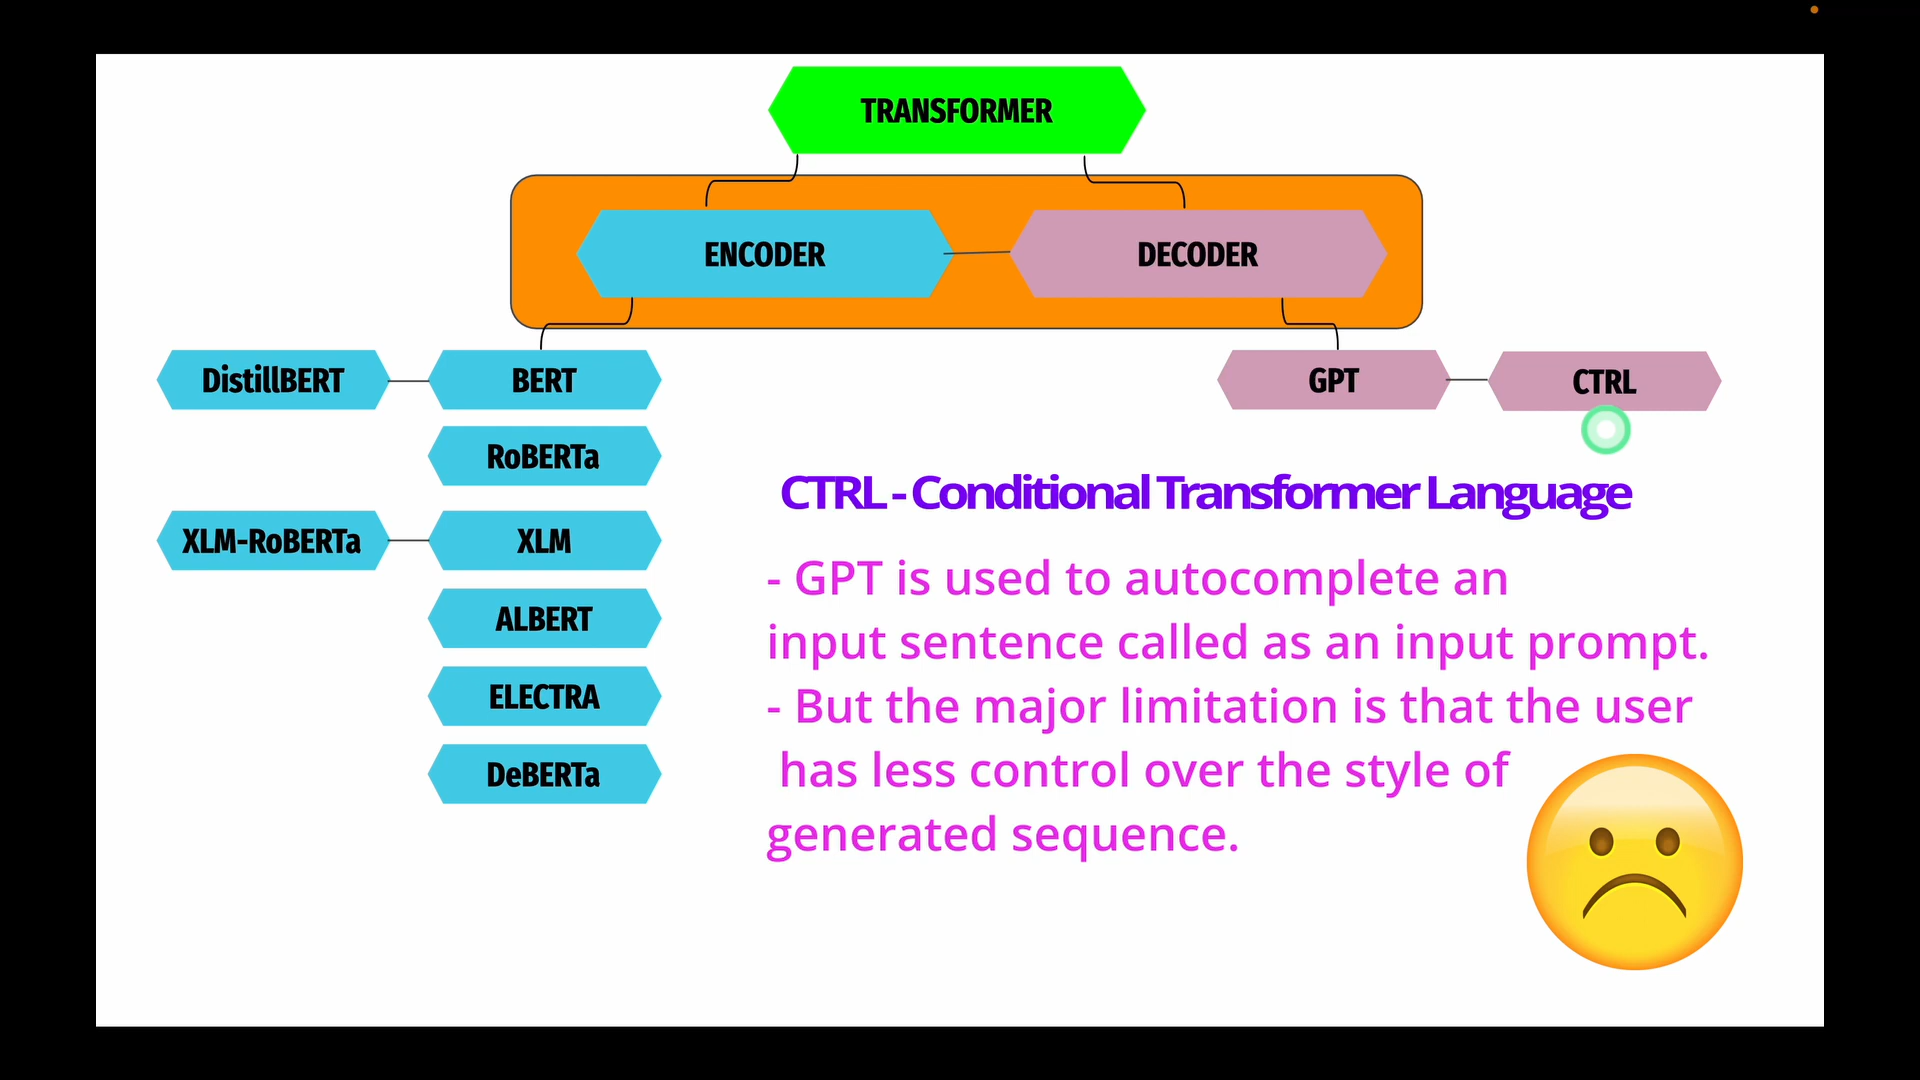 TRANSFORMER
ENCODER
DECODER
DistillBERT
BERT
GPT
CTRL
RoBERTa
CTRL - Conditional Transformer Language
XLM-RoBERTa
XLM
- GPT is used to autocomplete an
input sentence called as an input prompt.
- But the major limitation is that the user
has less control over the style of
generated sequence.
ALBERT
ELECTRA
DeBERTa